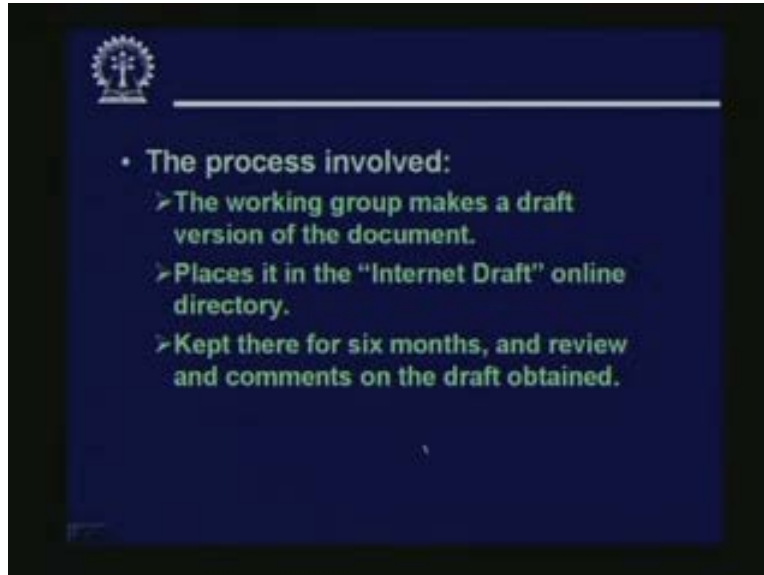 • The process involved:
➢The working group makes a draft
version of the document.
➢Places it in the “Internet Draft” online
directory.
➢Kept there for six months, and review
and comments on the draft obtained.